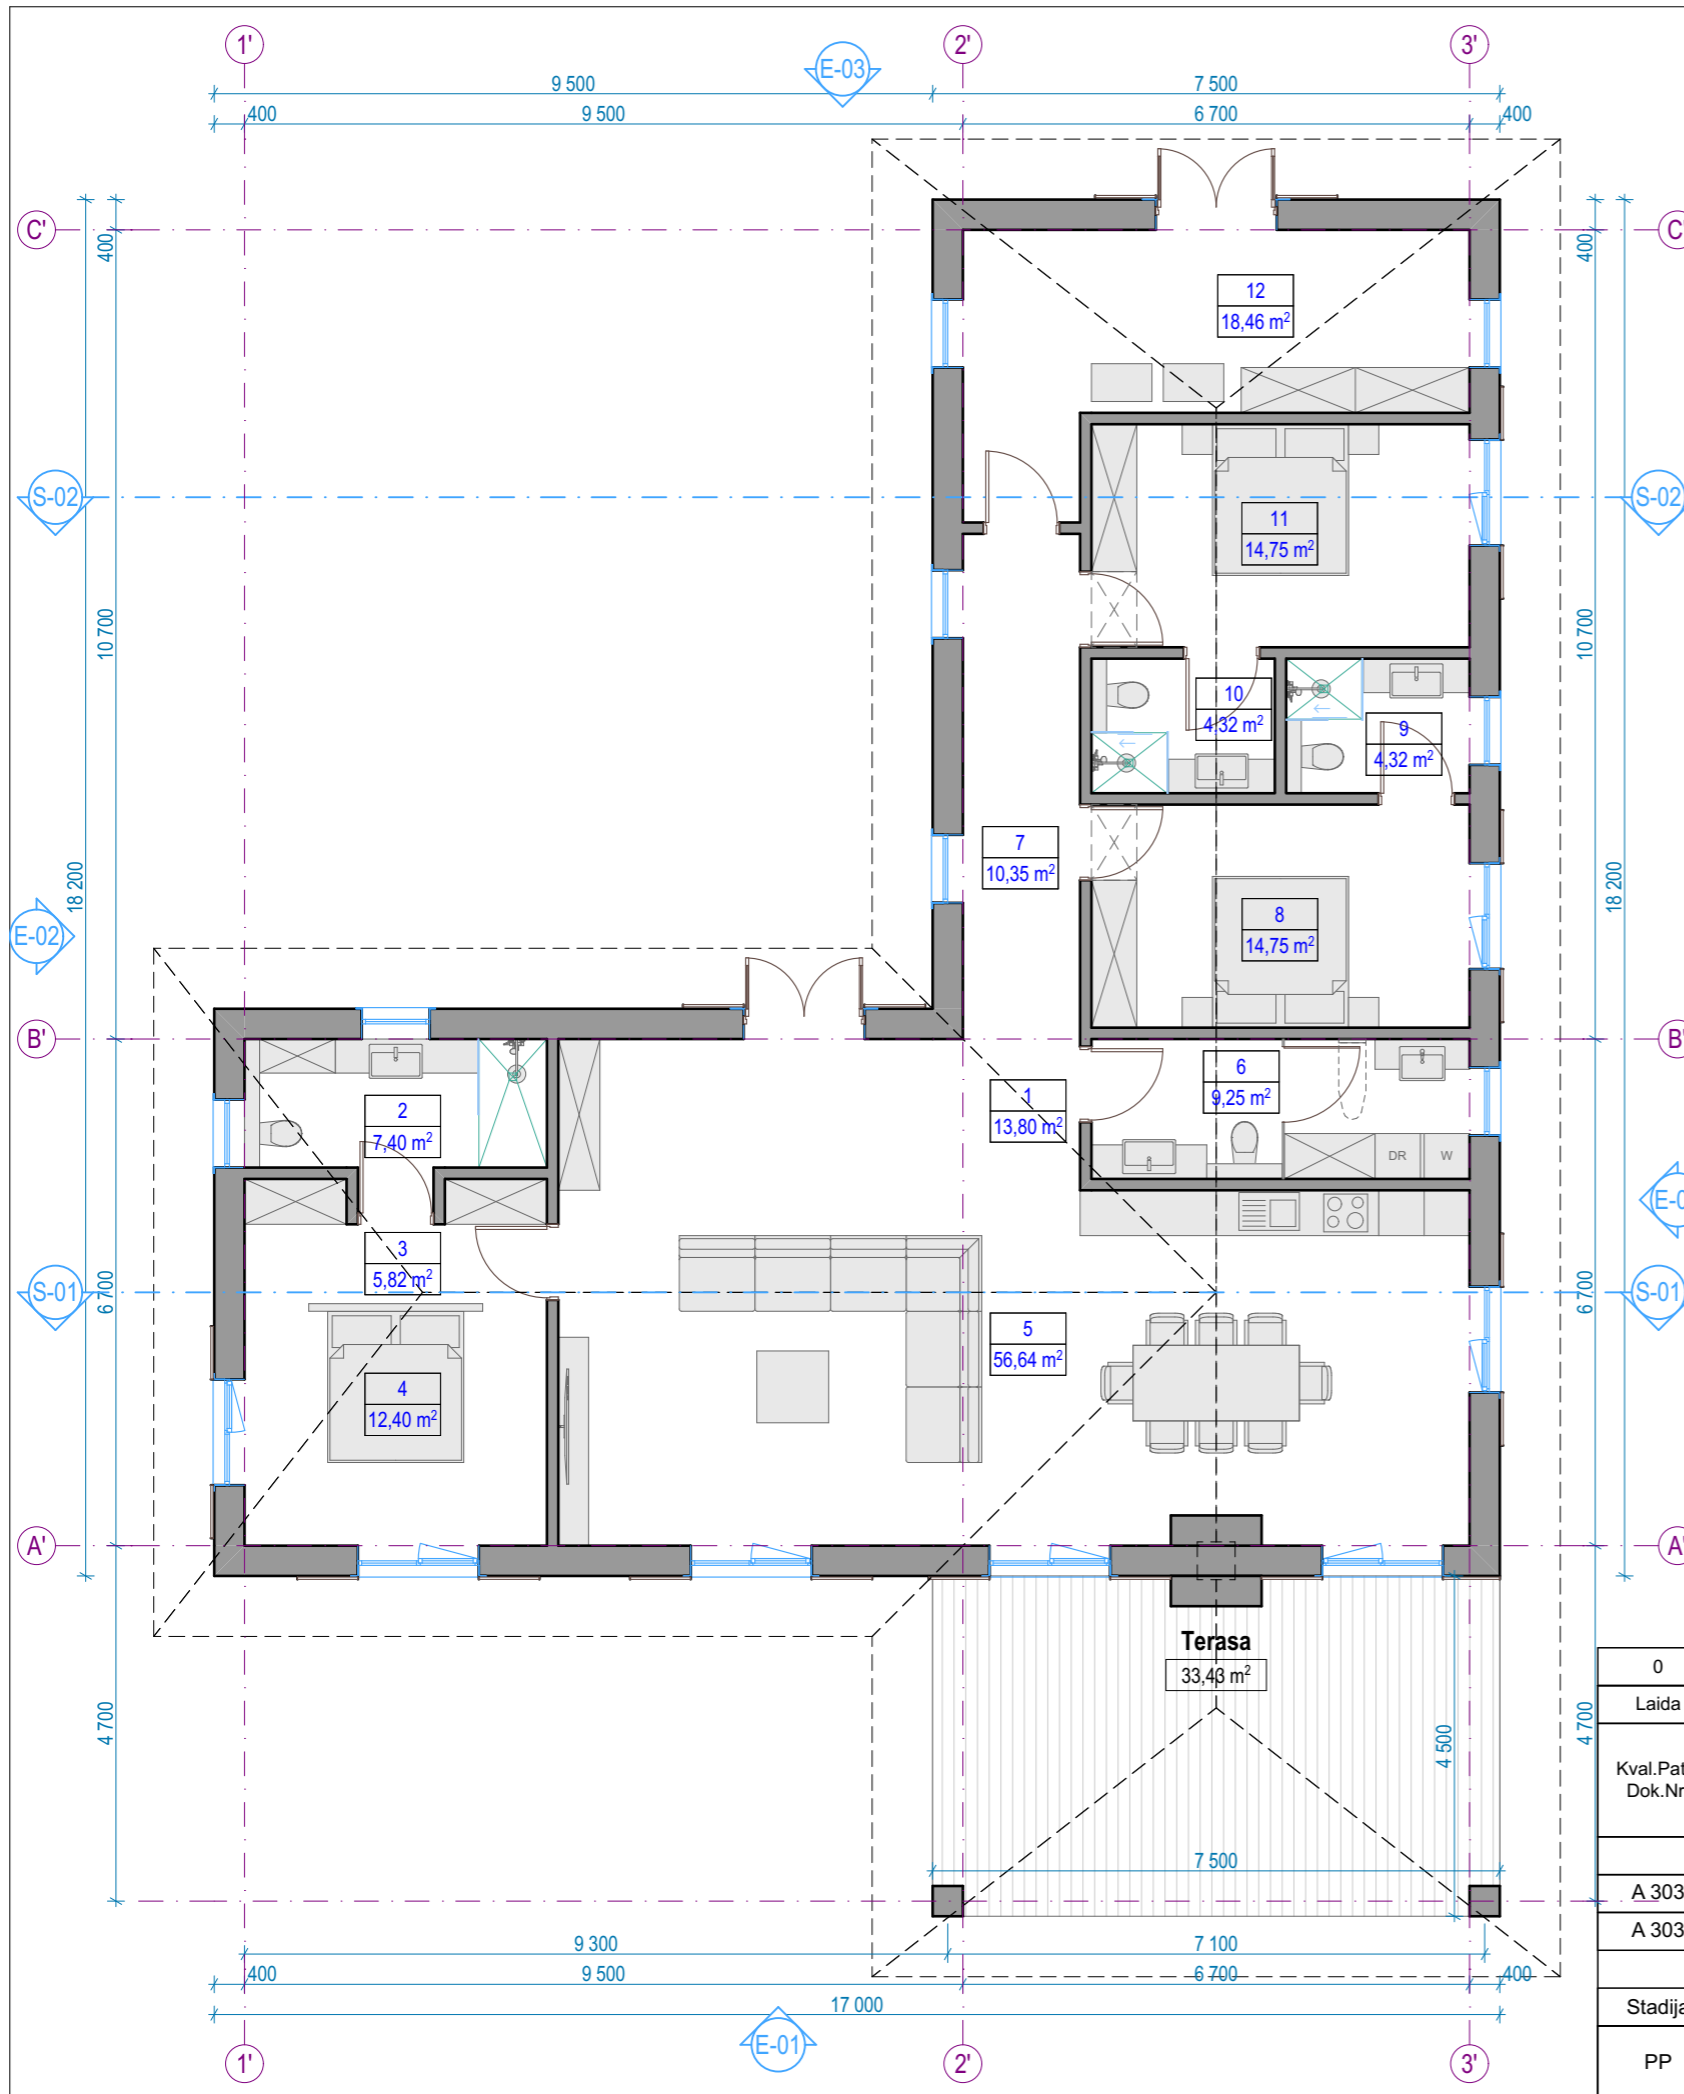 1' 2' 3'
E-03
9 500 7 500
400 9 500 6 700 400
C' C'
400 400
12
18,46 m²
S-02 S-02
11
14,75 m²
10 700 10 700
10
4,32 m²
9
4,32 m²
7
10,35 m²
18 200 18 200
8
14,75 m²
E-02
B' B'
6
9,25 m²
1
13,80 m²
2
7,40 m²
DR W
E-0
3
5,82 m²
S-01 S-01
6 700 6 700
5
56,64 m²
4
12,40 m²
A' A'
Terasa
33,43 m²
0
Laida
4 700 4 700
4 500
Kval.Pat
Dok.Nr
7 500
A 303
A 303
9 300 7 100
400 9 500 6 700 400
17 000
Stadija
E-01
1' 2' 3'
PP